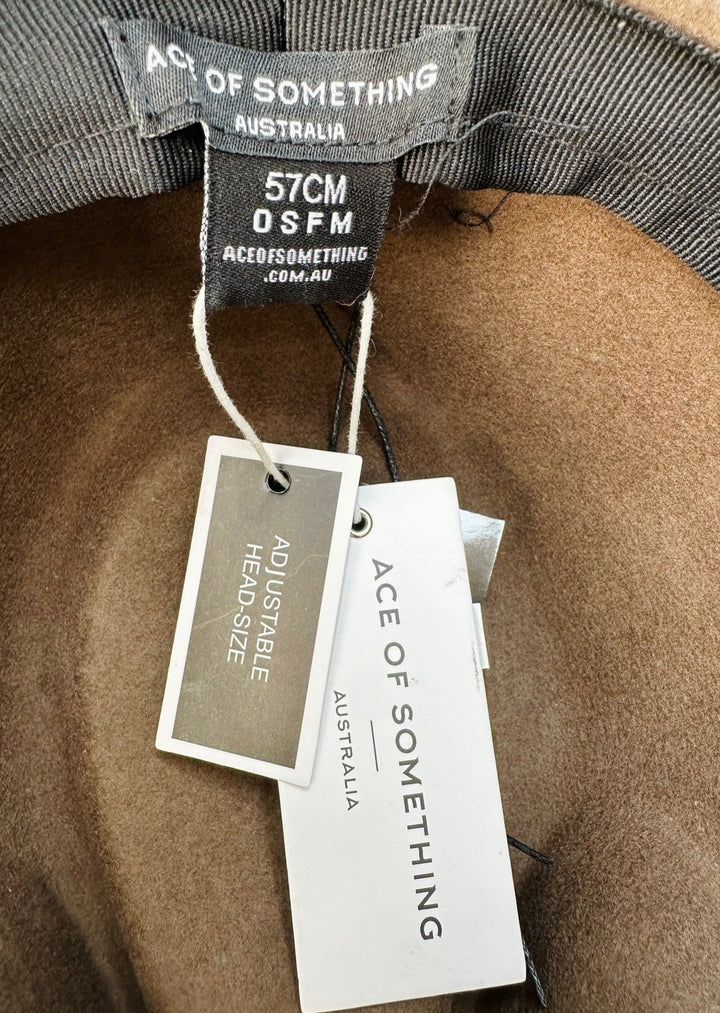 ACE OF SOMETHING
AUSTRALIA
57CM
OSFM
ACEOFSOMETHING
.COM.AU
ADJUSTABLE
HEAD-SIZE
ACE OF SOMETHING
AUSTRALIA